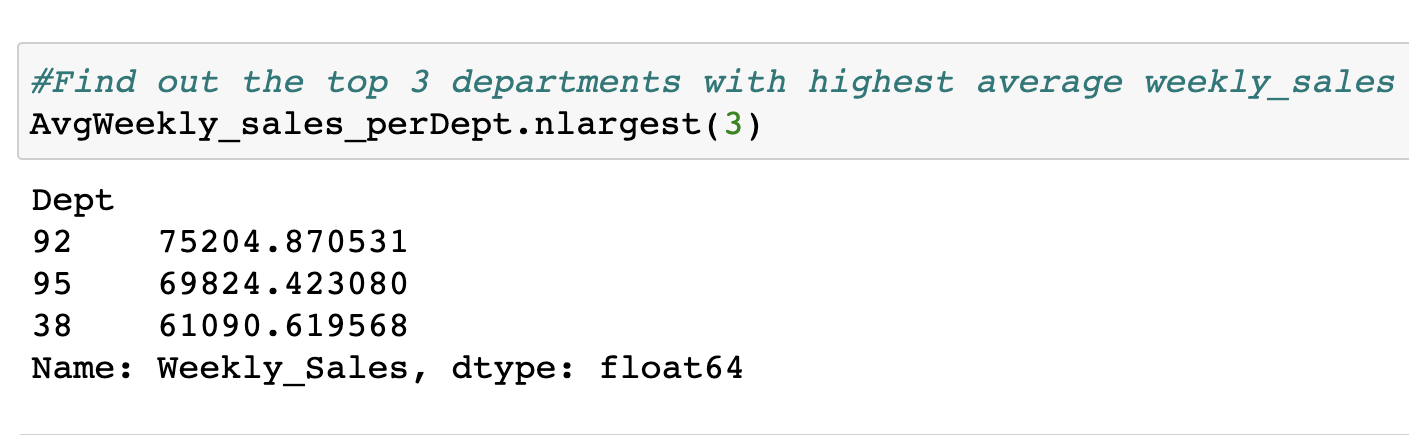 #Find out the top 3 departments with highest average weekly_sales
AvgWeekly_sales_perDept.nlargest(3)
Dept
92    75204.870531
95    69824.423080
38    61090.619568
Name: Weekly_Sales, dtype: float64